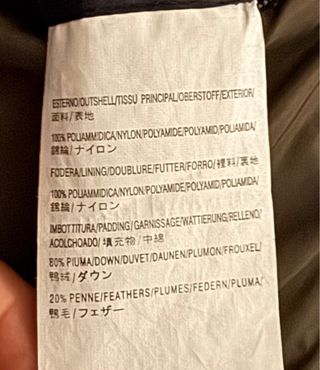 ESTERNO/OUTSHELL/TISSU PRINCIPAL/OBERSTOFF/EXTERIOR/
面料/表地
100% POLIAMMIDICA/NYLON/POLYAMIDE/POLYAMID/POLIAMIDA/
錦綸/ナイロン
FODERA/LINING/DOUBLURE/FUTTER/FORRO/裡料/裏地
100% POLIAMMIDICA/NYLON/POLYAMIDE/POLYAMID/POLIAMIDA/
錦綸/ナイロン
IMBOTTITURA/PADDING/GARNISSAGE/WATTIERUNG/RELLENO/
ACOLCHOADO/填充物/中綿
80% PIUMA/DOWN/DUVET/DAUNEN/PLUMON/FROUXEL/
鴨絨/ダウン
20% PENNE/FEATHERS/PLUMES/FEDERN/PLUMA/
鴨毛/フェザー